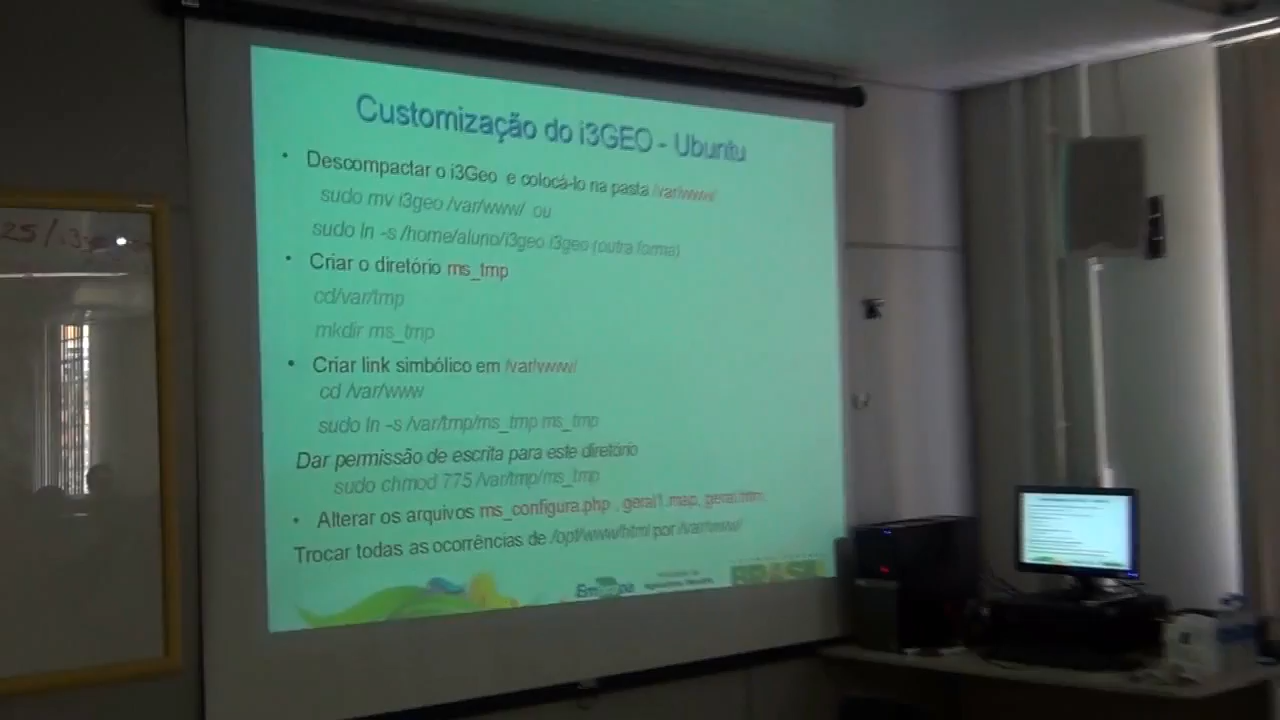 Customização do i3GEO - Ubuntu
• Descompactar o i3Geo e colocá-lo na pasta /var/www/
sudo mv i3geo /var/www/ ou
sudo ln -s /home/aluno/i3geo i3geo (outra forma)
• Criar o diretório ms_tmp
cd/var/tmp
mkdir ms_tmp
• Criar link simbólico em /var/www/
cd /var/www
sudo ln -s /var/tmp/ms_tmp ms_tmp
Dar permissão de escrita para este diretório
sudo chmod 775 /var/tmp/ms_tmp
• Alterar os arquivos ms_configura.php , geral1.map, geral.htm,
Trocar todas as ocorrências de /opt/www/html por /var/www/
BRASIL
25/i3geo